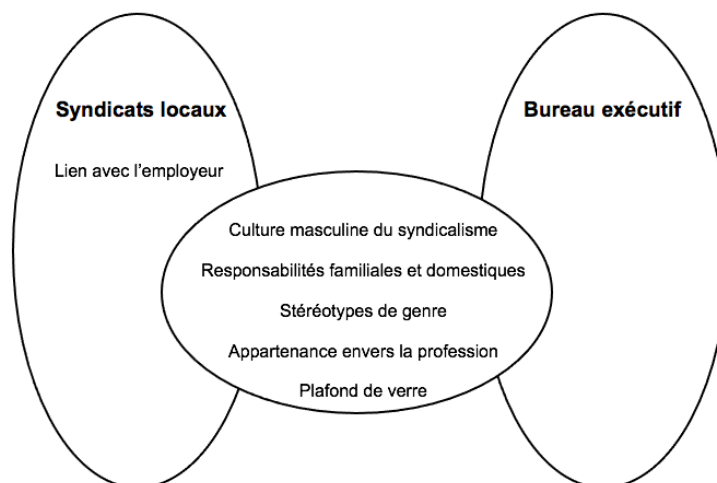 Syndicats locaux
Bureau exécutif
Lien avec l'employeur
Culture masculine du syndicalisme
Responsabilités familiales et domestiques
Stéréotypes de genre
Appartenance envers la profession
Plafond de verre